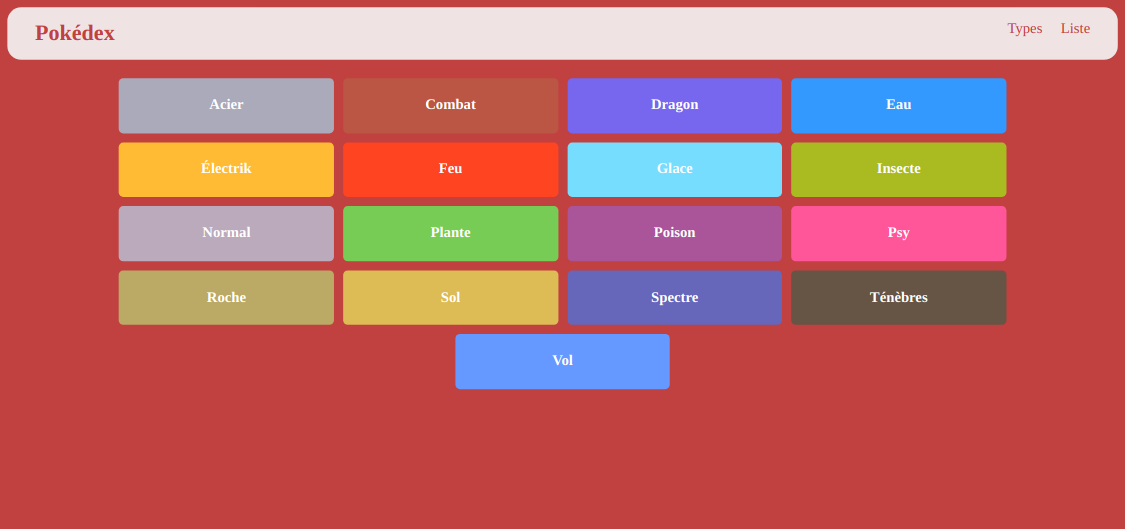 Pokédex
Types Liste
Acier Combat Dragon Eau
Électrik Feu Glace Insecte
Normal Plante Poison Psy
Roche Sol Spectre Ténèbres
Vol